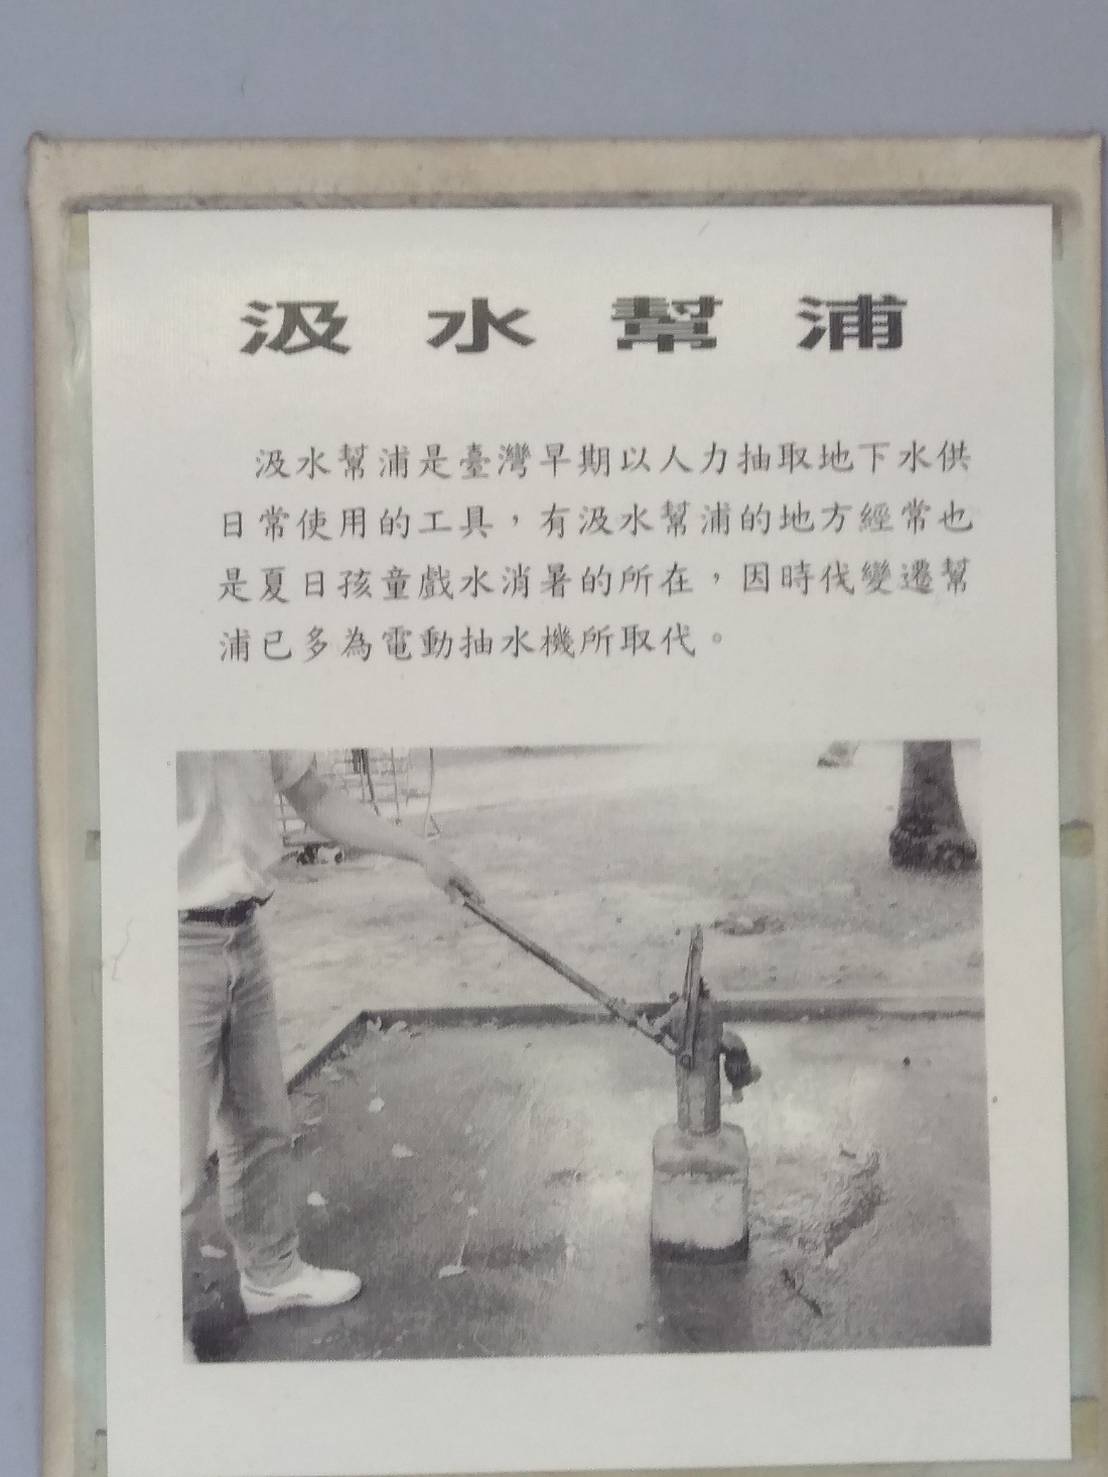 汲水幫浦
汲水幫浦是臺灣早期以人力抽取地下水供
日常使用的工具，有汲水幫浦的地方經常也
是夏日孩童戲水消暑的所在，因時代變遷幫
浦已多為電動抽水機所取代。